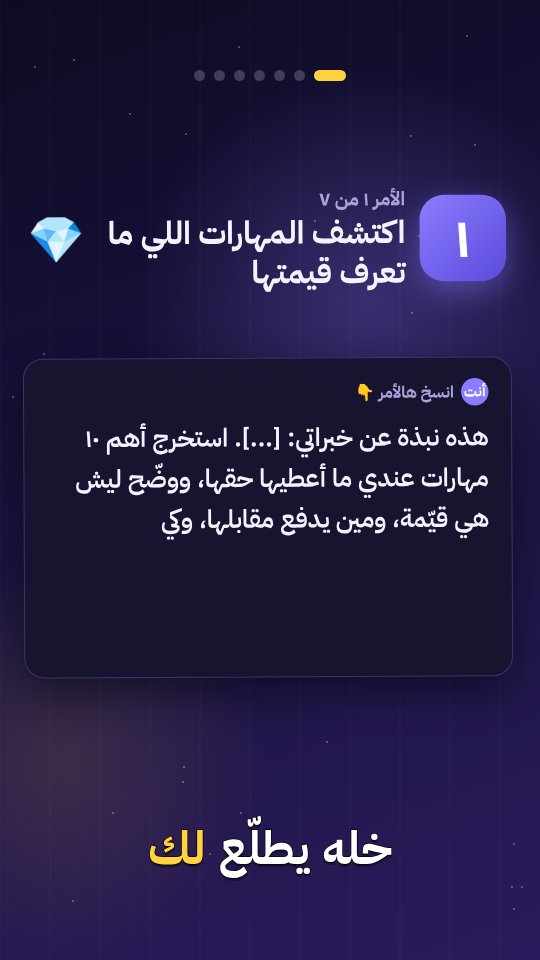 ١
الأمر ١ من ٧
اكتشف المهارات اللي ما
تعرف قيمتها
أنت
انسخ هالأمر 👇
هذه نبذة عن خبراتي: [...]. استخرج أهم ١٠
مهارات عندي ما أعطيها حقها، ووضّح ليش
هي قيّمة، ومين يدفع مقابلها، وكي
خله يطلّع لك